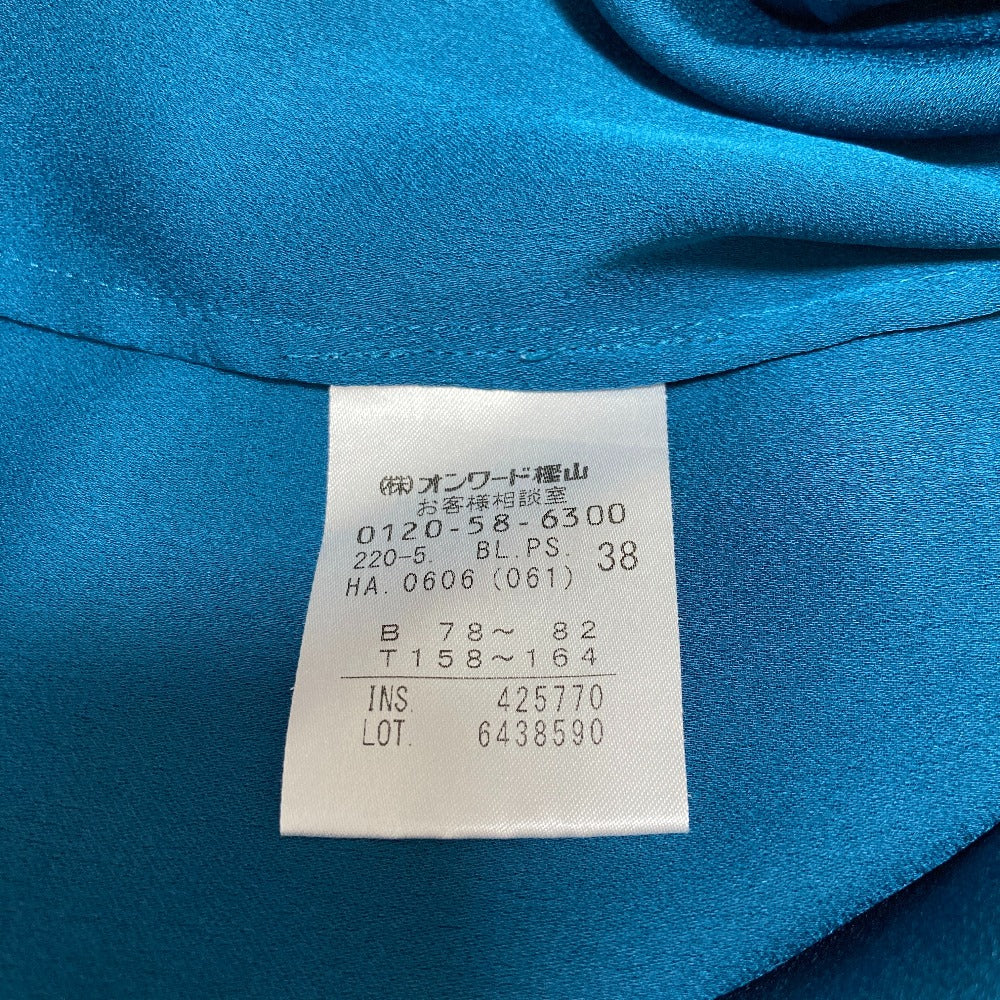 (株)オンワード樫山
お客様相談室
0120-58-6300
220-5. BL.PS. 38
HA. 0606 (061)
B 78～ 82
T158～164
INS. 425770
LOT. 6438590